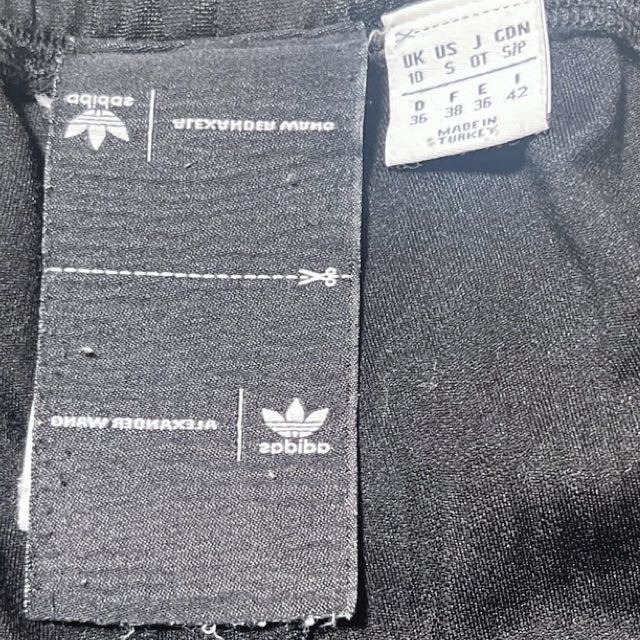 adidas
ALEXANDER WANG
ALEXANDER WANG
adidas
UK US J CDN
10 S OT S/P
D F E I
36 38 36 42
MADE IN
TURKEY